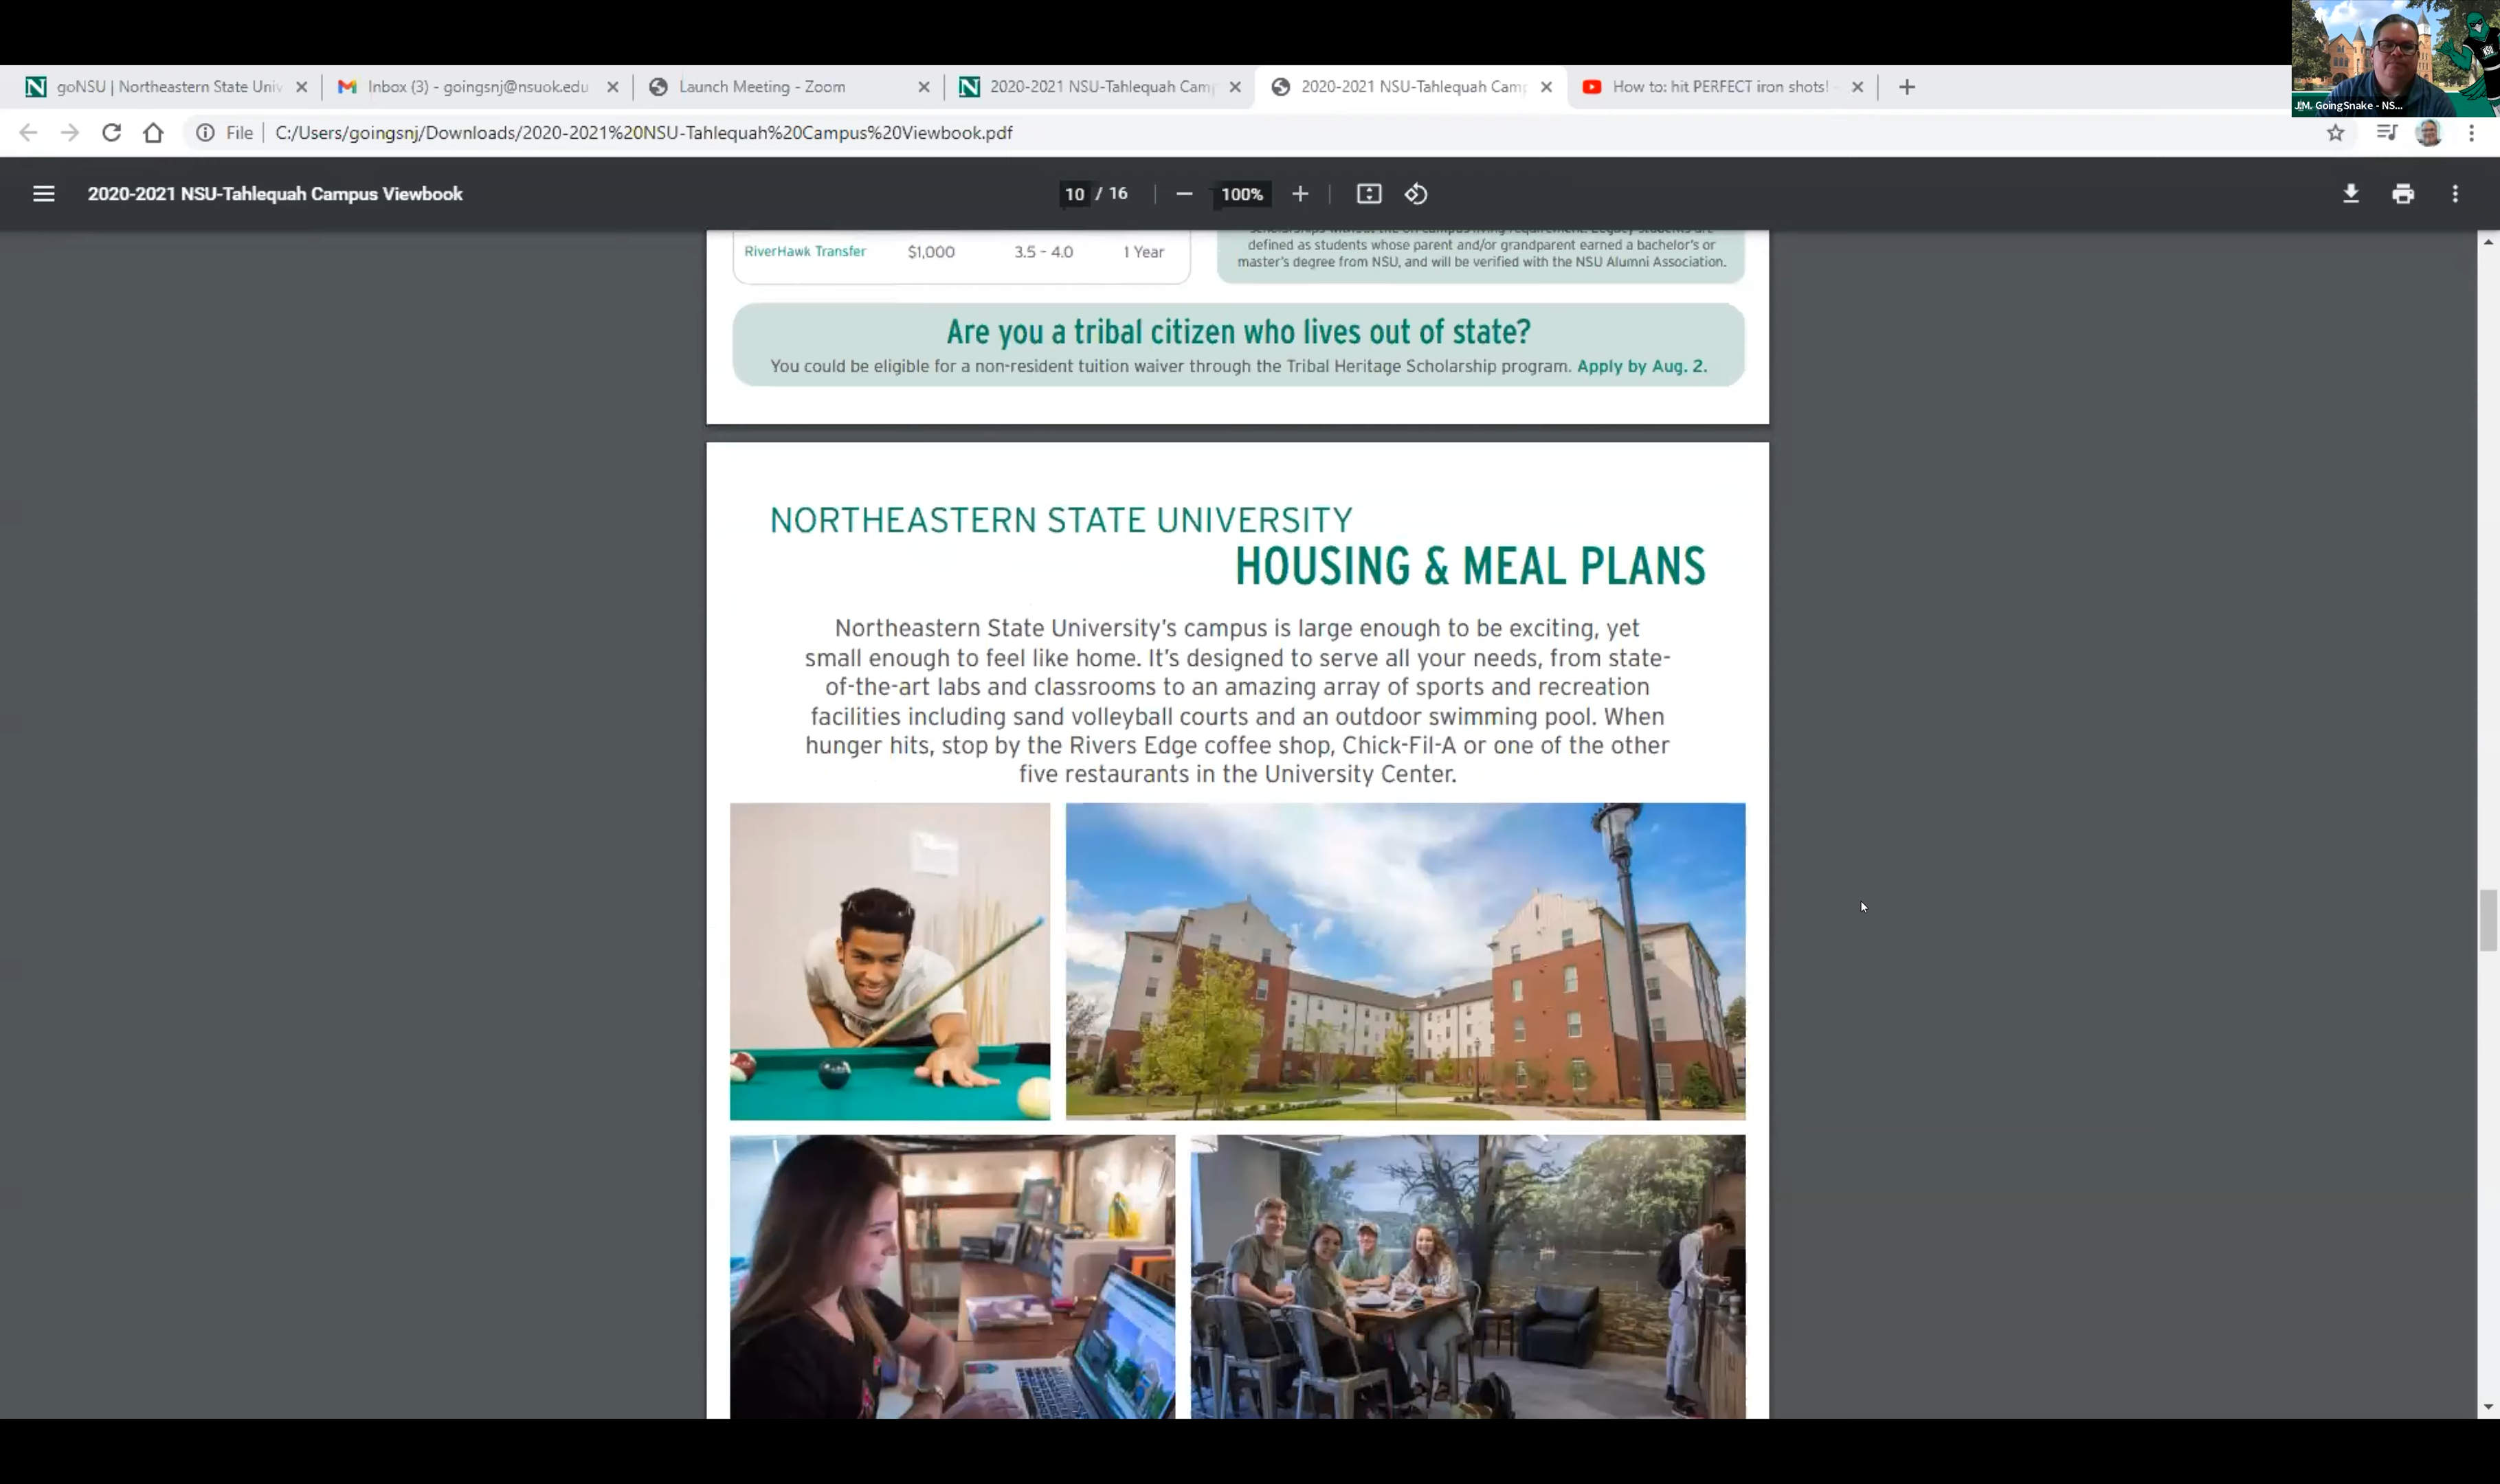 goNSU | Northeastern State Univ
Inbox (3) - goingsnj@nsuok.edu
Launch Meeting - Zoom
2020-2021 NSU-Tahlequah Camp
2020-2021 NSU-Tahlequah Camp
How to: hit PERFECT iron shots! -
J.M. GoingSnake - NS...
File
C:/Users/goingsnj/Downloads/2020-2021%20NSU-Tahlequah%20Campus%20Viewbook.pdf
2020-2021 NSU-Tahlequah Campus Viewbook
10 / 16
100%
RiverHawk Transfer $1,000 3.5 - 4.0 1 Year
defined as students whose parent and/or grandparent earned a bachelor's or
master's degree from NSU, and will be verified with the NSU Alumni Association.
Are you a tribal citizen who lives out of state?
You could be eligible for a non-resident tuition waiver through the Tribal Heritage Scholarship program. Apply by Aug. 2.
NORTHEASTERN STATE UNIVERSITY
HOUSING & MEAL PLANS
Northeastern State University's campus is large enough to be exciting, yet
small enough to feel like home. It's designed to serve all your needs, from state-
of-the-art labs and classrooms to an amazing array of sports and recreation
facilities including sand volleyball courts and an outdoor swimming pool. When
hunger hits, stop by the Rivers Edge coffee shop, Chick-Fil-A or one of the other
five restaurants in the University Center.